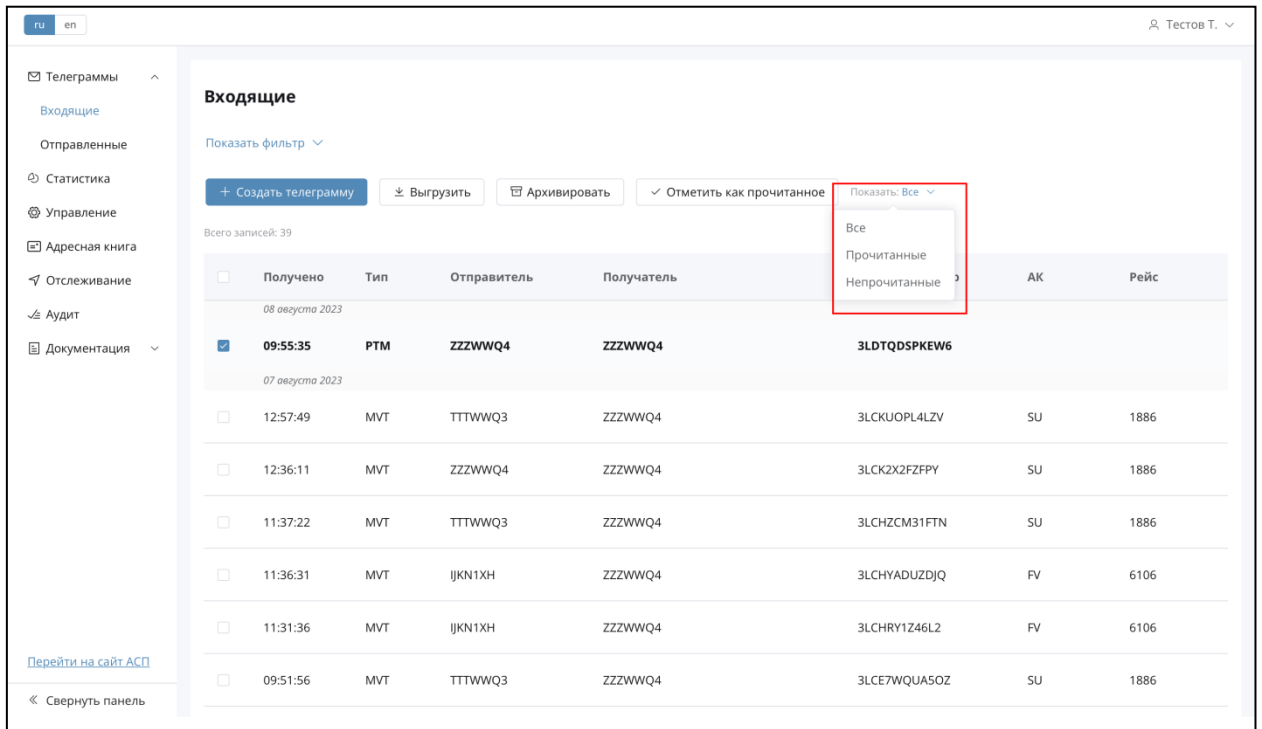 ru en
Тестов Т.
Телеграммы
Входящие
Отправленные
Статистика
Управление
Адресная книга
Отслеживание
Аудит
Документация
Перейти на сайт АСП
Свернуть панель
Входящие
Показать фильтр
+ Создать телеграмму Выгрузить Архивировать Отметить как прочитанное Показать: Все
Все
Прочитанные
Непрочитанные
Всего записей: 39
Получено Тип Отправитель Получатель АК Рейс
08 августа 2023
09:55:35 PTM ZZZWWQ4 ZZZWWQ4 3LDTQDSPKEW6
07 августа 2023
12:57:49 MVT TTTWWQ3 ZZZWWQ4 3LCKUOPL4LZV SU 1886
12:36:11 MVT ZZZWWQ4 ZZZWWQ4 3LCK2X2FZFPY SU 1886
11:37:22 MVT TTTWWQ3 ZZZWWQ4 3LCHZCM31FTN SU 1886
11:36:31 MVT IJKN1XH ZZZWWQ4 3LCHYADUZDJQ FV 6106
11:31:36 MVT IJKN1XH ZZZWWQ4 3LCHRY1Z46L2 FV 6106
09:51:56 MVT TTTWWQ3 ZZZWWQ4 3LCE7WQUA5OZ SU 1886